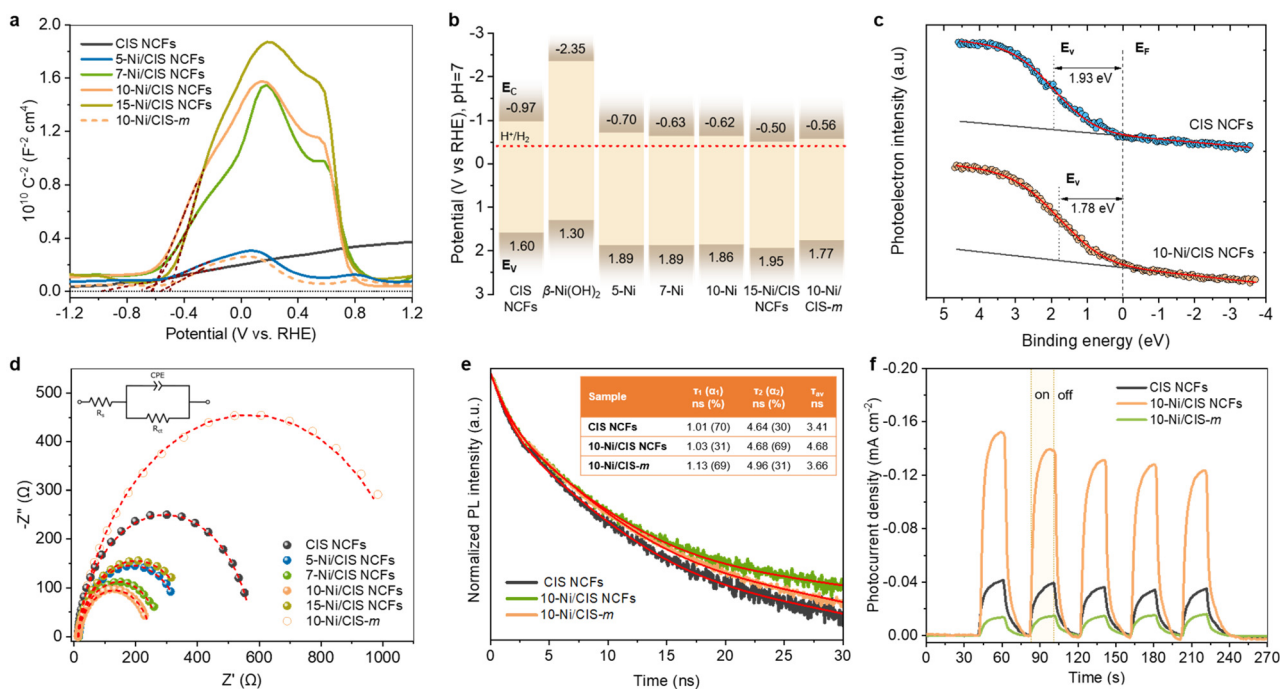 a
2.0
1.6
1.2
0.8
0.4
0.0
10¹⁰ C⁻² (F⁻² cm⁴)
CIS NCFs
5-Ni/CIS NCFs
7-Ni/CIS NCFs
10-Ni/CIS NCFs
15-Ni/CIS NCFs
10-Ni/CIS-m
-1.2 -0.8 -0.4 0.0 0.4 0.8 1.2
Potential (V vs. RHE)
b
-3
-2
-1
0
1
2
3
Potential (V vs RHE), pH=7
E_C
H⁺/H₂
E_V
-0.97 -2.35 -0.70 -0.63 -0.62 -0.50 -0.56
1.60 1.30 1.89 1.89 1.86 1.95 1.77
CIS NCFs
β-Ni(OH)₂
5-Ni
7-Ni
10-Ni
15-Ni/CIS NCFs
10-Ni/CIS-m
c
Photoelectron intensity (a.u)
E_v
E_F
1.93 eV
CIS NCFs
E_v
1.78 eV
10-Ni/CIS NCFs
5 4 3 2 1 0 -1 -2 -3 -4
Binding energy (eV)
d
500
400
300
200
100
0
-Z" (Ω)
CPE
R_s
R_ct
CIS NCFs
5-Ni/CIS NCFs
7-Ni/CIS NCFs
10-Ni/CIS NCFs
15-Ni/CIS NCFs
10-Ni/CIS-m
0 200 400 600 800 1000
Z' (Ω)
e
Normalized PL intensity (a.u.)
Sample τ₁ (α₁) ns (%) τ₂ (α₂) ns (%) τ_av ns
CIS NCFs 1.01 (70) 4.64 (30) 3.41
10-Ni/CIS NCFs 1.03 (31) 4.68 (69) 4.68
10-Ni/CIS-m 1.13 (69) 4.96 (31) 3.66
CIS NCFs
10-Ni/CIS NCFs
10-Ni/CIS-m
0 5 10 15 20 25 30
Time (ns)
f
-0.20
-0.16
-0.12
-0.08
-0.04
0.00
Photocurrent density (mA cm⁻²)
on off
CIS NCFs
10-Ni/CIS NCFs
10-Ni/CIS-m
0 30 60 90 120 150 180 210 240 270
Time (s)